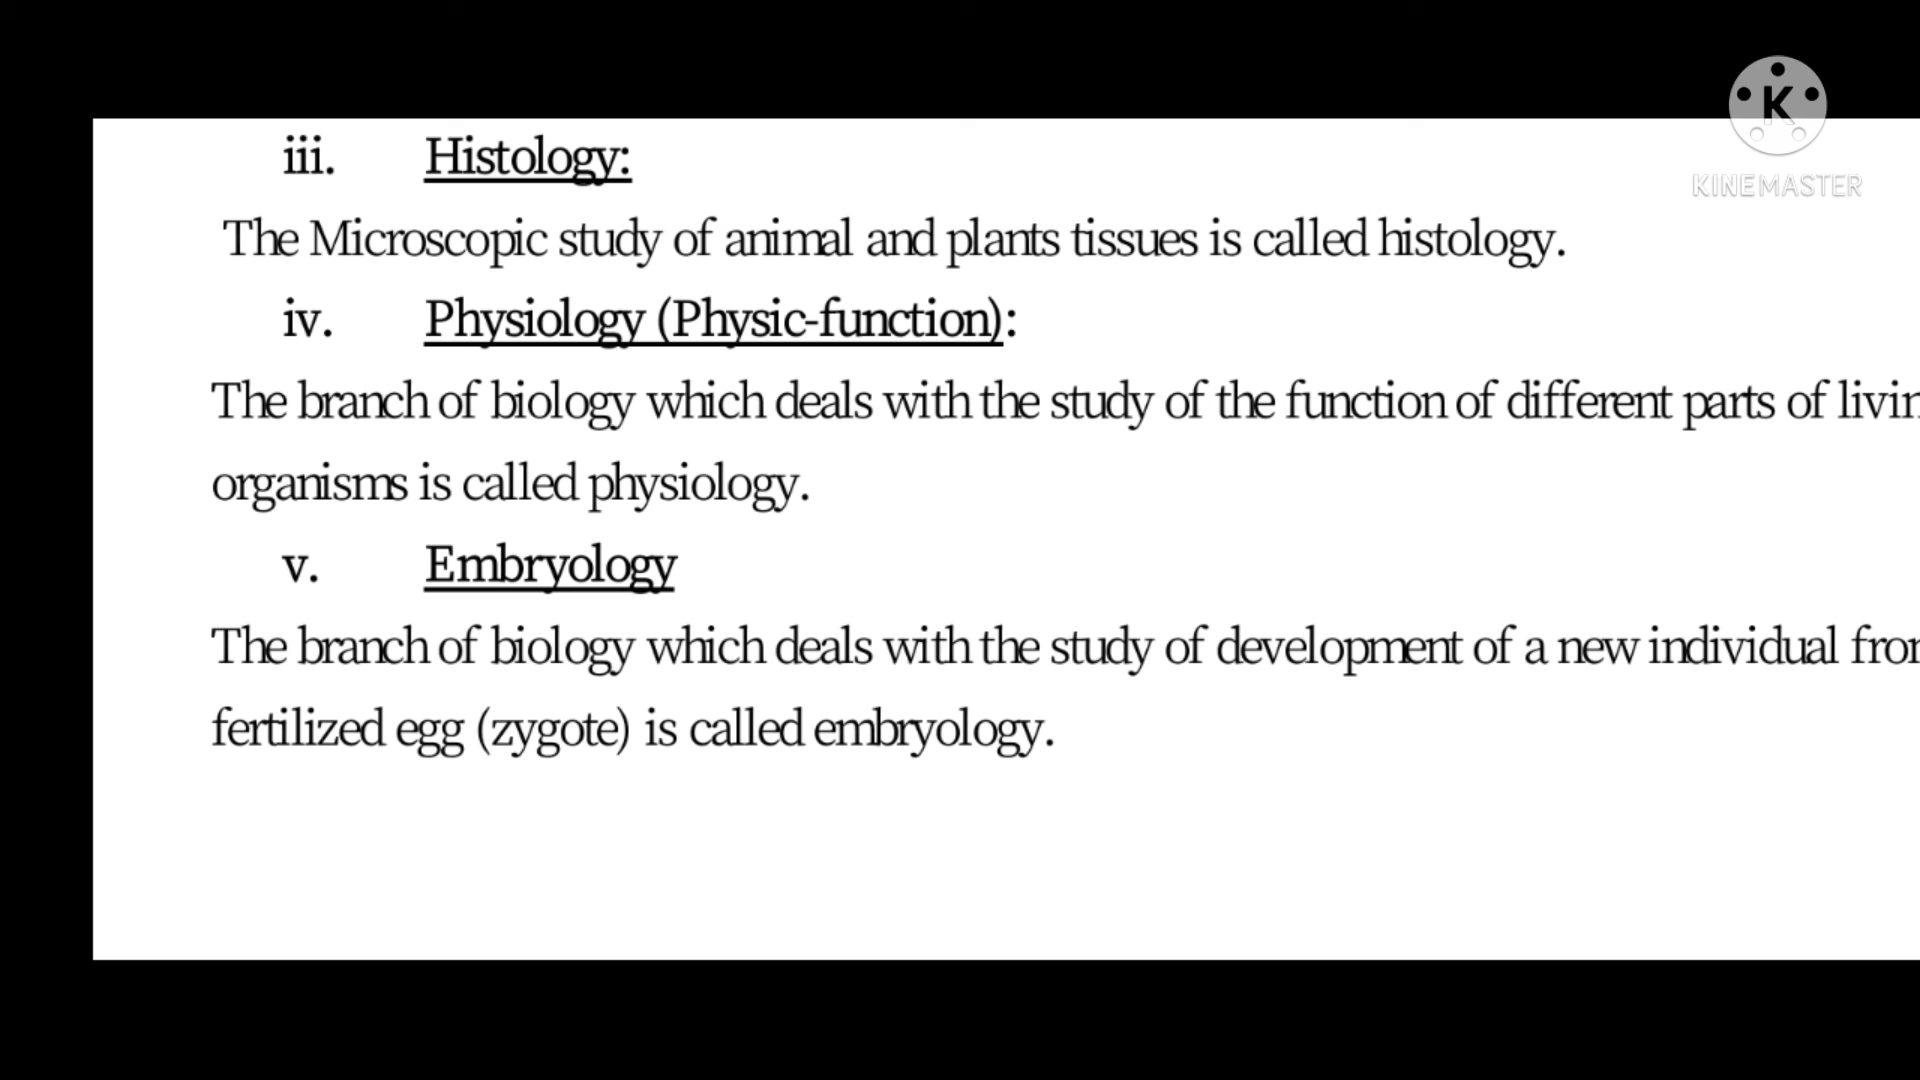 K
KINEMASTER
iii. Histology:
The Microscopic study of animal and plants tissues is called histology.
iv. Physiology (Physic-function):
The branch of biology which deals with the study of the function of different parts of livin
organisms is called physiology.
v. Embryology
The branch of biology which deals with the study of development of a new individual from
fertilized egg (zygote) is called embryology.